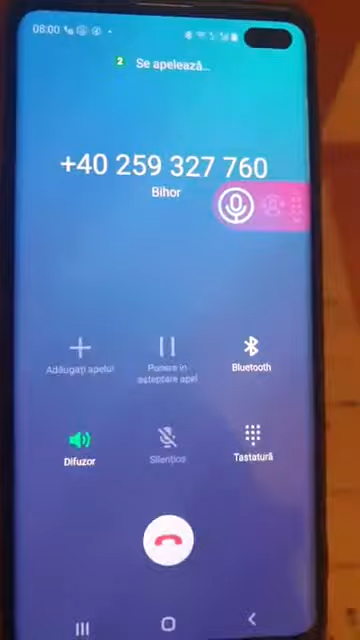 08:00
2 Se apelează...
+40 259 327 760
Bihor
Adăugați apelul
Punere în
așteptare apel
Bluetooth
Difuzor
Silențios
Tastatură